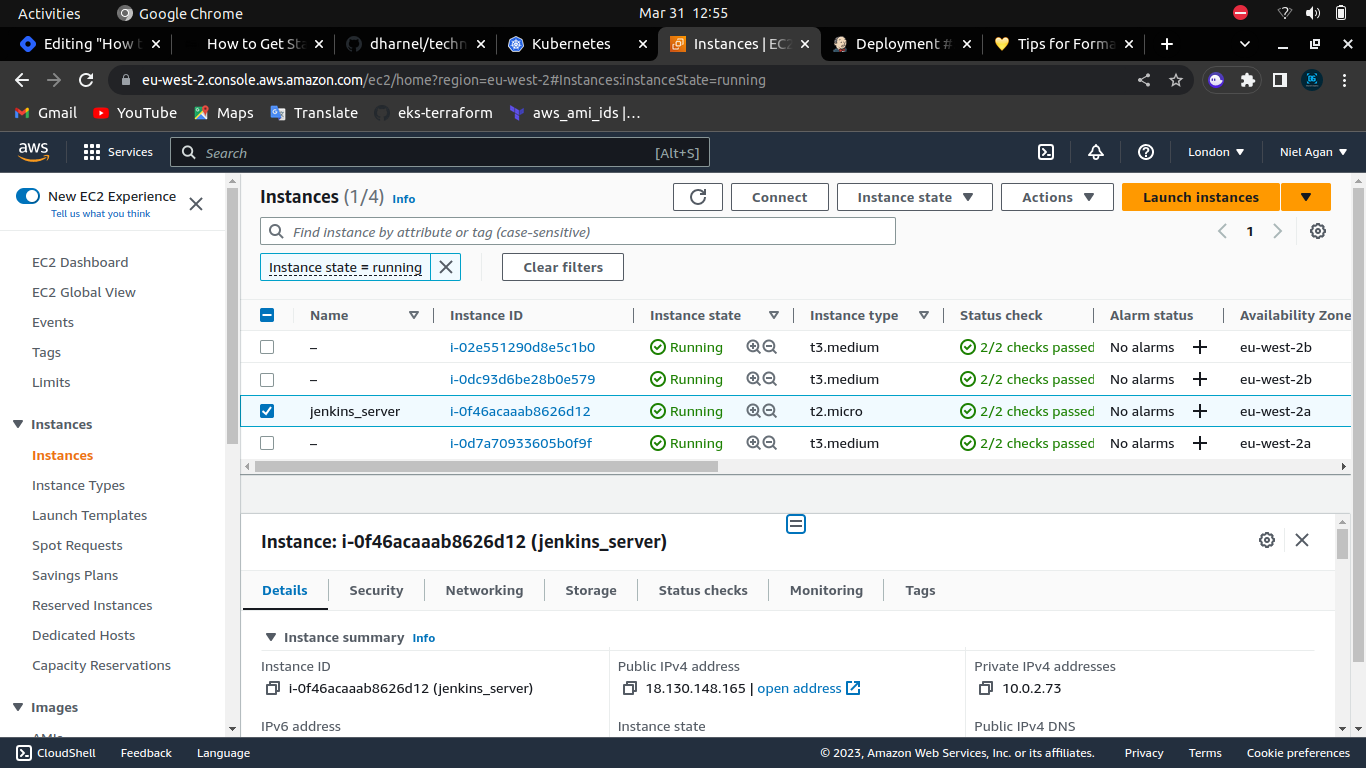 Activities Google Chrome Mar 31 12:55
Editing "How t How to Get Sta dharnel/techn Kubernetes Instances | EC2 Deployment # Tips for Forma
eu-west-2.console.aws.amazon.com/ec2/home?region=eu-west-2#Instances:instanceState=running
Gmail YouTube Maps Translate eks-terraform aws_ami_ids |...
aws Services Search [Alt+S] London Niel Agan
New EC2 Experience
Tell us what you think
EC2 Dashboard
EC2 Global View
Events
Tags
Limits
Instances
Instances
Instance Types
Launch Templates
Spot Requests
Savings Plans
Reserved Instances
Dedicated Hosts
Capacity Reservations
Images
AMIs
Instances (1/4) Info Connect Instance state Actions Launch instances
Find instance by attribute or tag (case-sensitive) 1
Instance state = running Clear filters
Name Instance ID Instance state Instance type Status check Alarm status Availability Zone
– i-02e551290d8e5c1b0 Running t3.medium 2/2 checks passed No alarms + eu-west-2b
– i-0dc93d6be28b0e579 Running t3.medium 2/2 checks passed No alarms + eu-west-2b
jenkins_server i-0f46acaaab8626d12 Running t2.micro 2/2 checks passed No alarms + eu-west-2a
– i-0d7a70933605b0f9f Running t3.medium 2/2 checks passed No alarms + eu-west-2a
Instance: i-0f46acaaab8626d12 (jenkins_server)
Details Security Networking Storage Status checks Monitoring Tags
Instance summary Info
Instance ID Public IPv4 address Private IPv4 addresses
i-0f46acaaab8626d12 (jenkins_server) 18.130.148.165 | open address 10.0.2.73
IPv6 address Instance state Public IPv4 DNS
CloudShell Feedback Language © 2023, Amazon Web Services, Inc. or its affiliates. Privacy Terms Cookie preferences